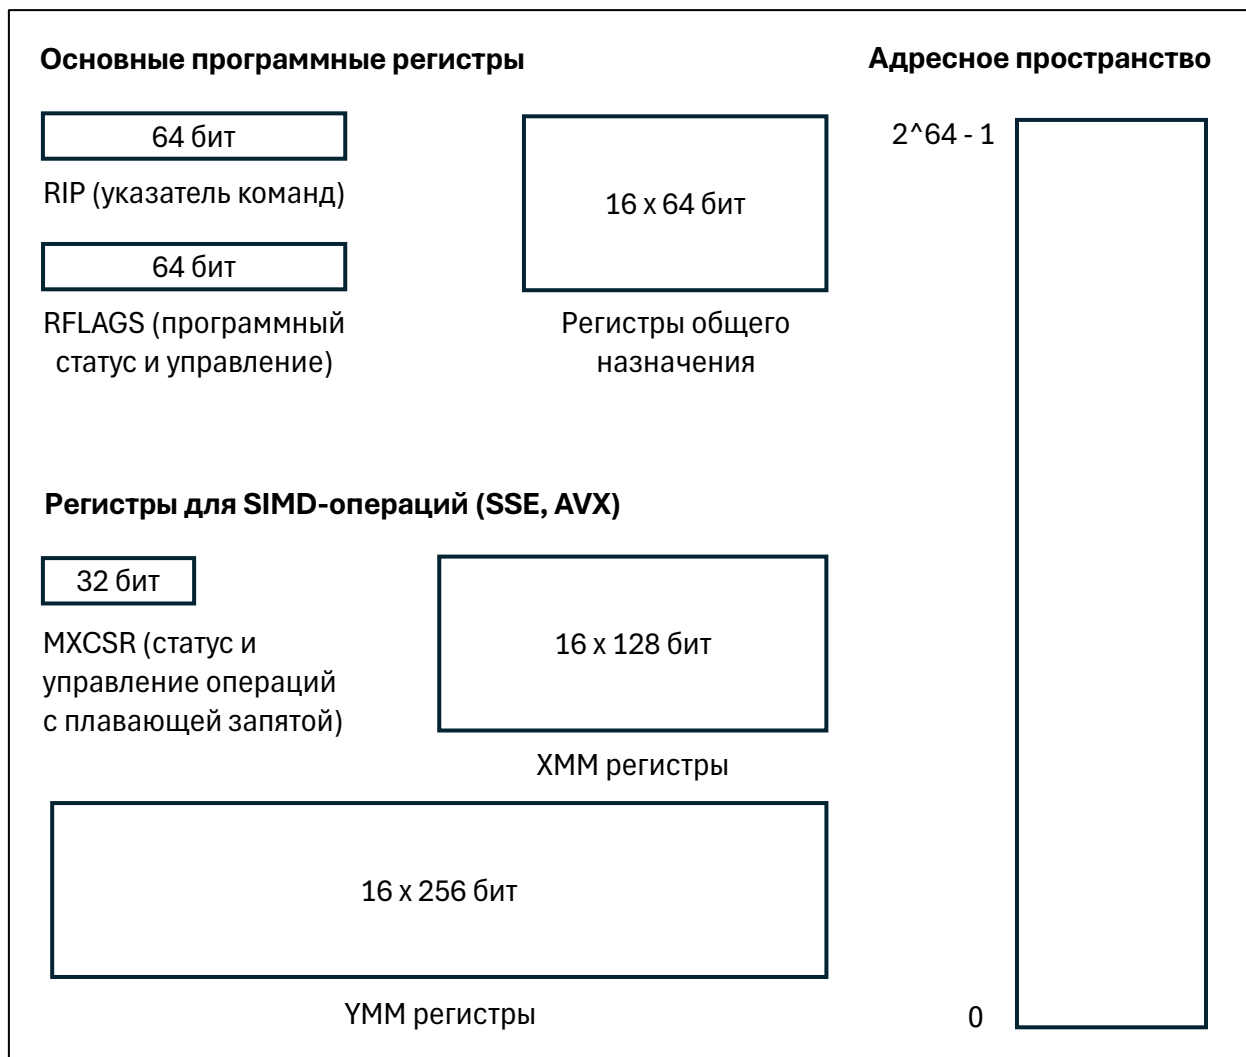 Основные программные регистры
Адресное пространство
64 бит
RIP (указатель команд)
64 бит
RFLAGS (программный
статус и управление)
16 x 64 бит
Регистры общего
назначения
2^64 - 1
Регистры для SIMD-операций (SSE, AVX)
32 бит
MXCSR (статус и
управление операций
с плавающей запятой)
16 x 128 бит
XMM регистры
16 x 256 бит
YMM регистры
0